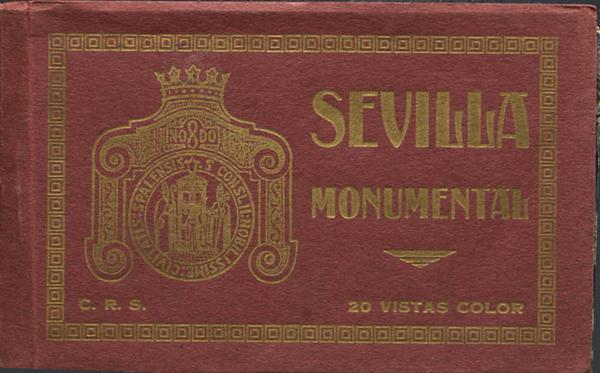 SEVILLA
MONUMENTAL
NO8DO
C. R. S.
20 VISTAS COLOR